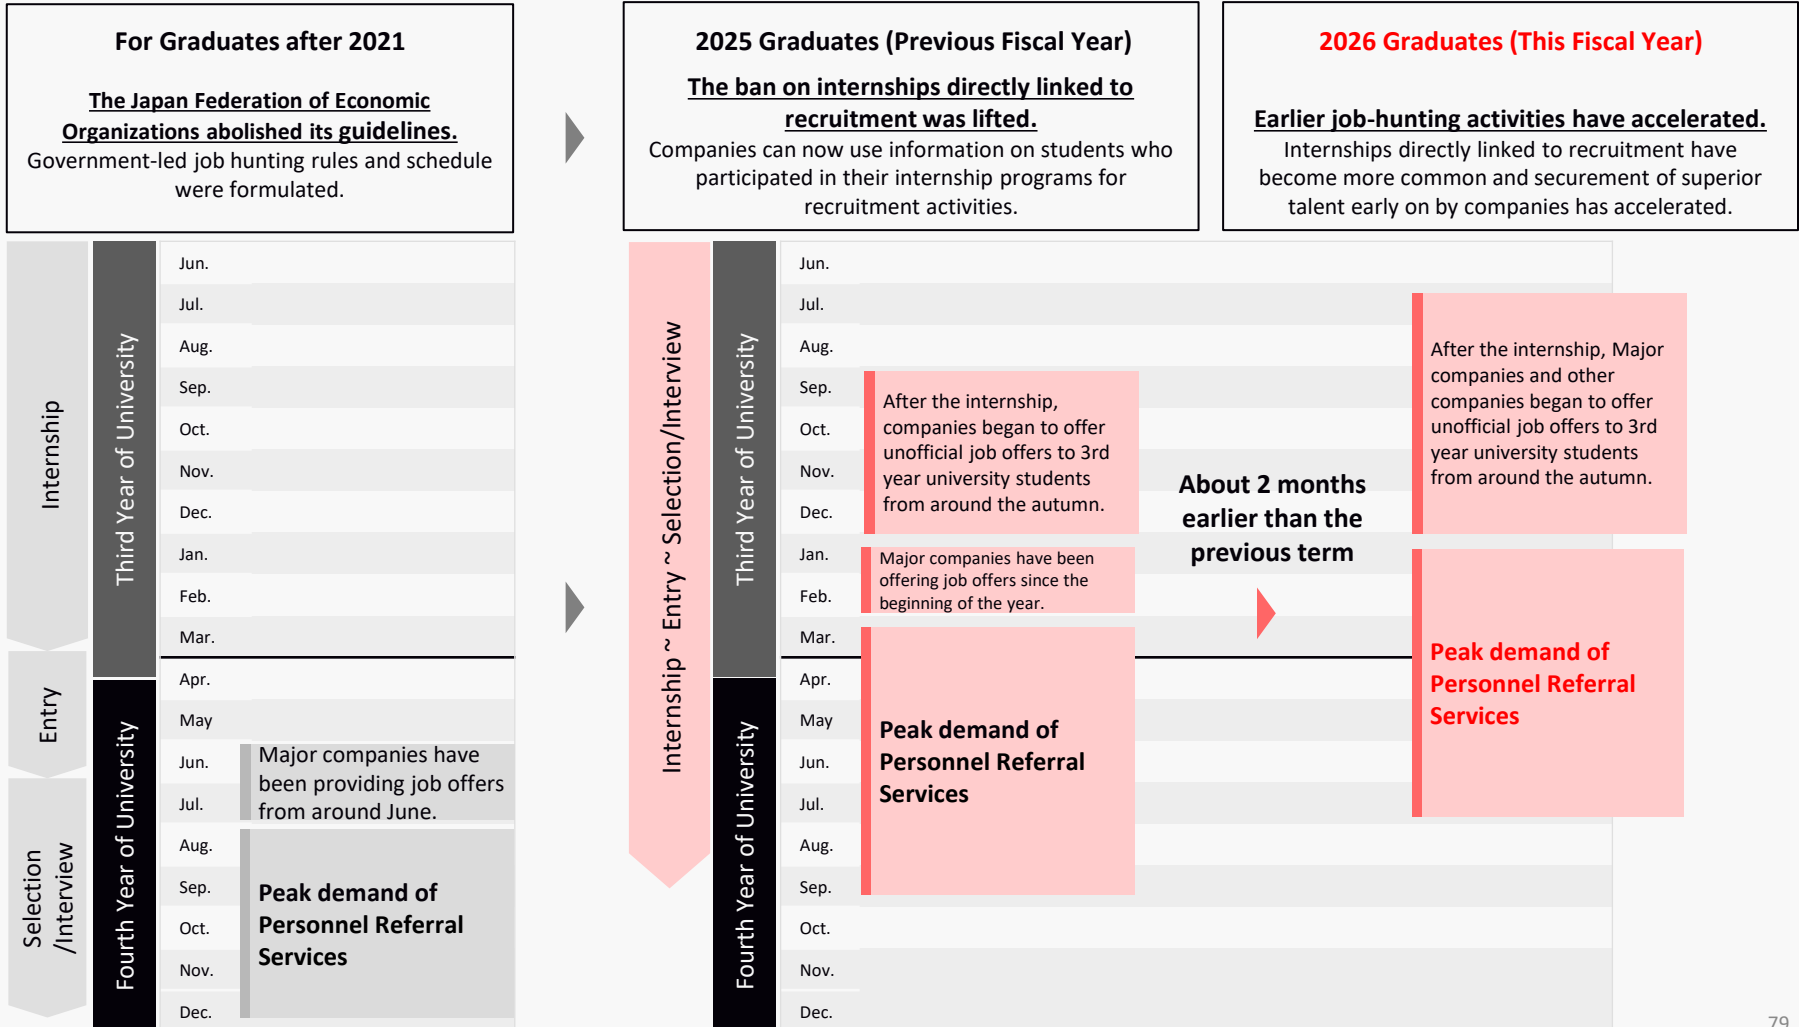 For Graduates after 2021
The Japan Federation of Economic
Organizations abolished its guidelines.
Government-led job hunting rules and schedule
were formulated.
2025 Graduates (Previous Fiscal Year)
The ban on internships directly linked to
recruitment was lifted.
Companies can now use information on students who
participated in their internship programs for
recruitment activities.
2026 Graduates (This Fiscal Year)
Earlier job-hunting activities have accelerated.
Internships directly linked to recruitment have
become more common and securement of superior
talent early on by companies has accelerated.
Internship
Entry
Selection
/Interview
Third Year of University
Fourth Year of University
Jun.
Jul.
Aug.
Sep.
Oct.
Nov.
Dec.
Jan.
Feb.
Mar.
Apr.
May
Jun.
Jul.
Aug.
Sep.
Oct.
Nov.
Dec.
Major companies have
been providing job offers
from around June.
Peak demand of
Personnel Referral
Services
Internship ~ Entry ~ Selection/Interview
Third Year of University
Fourth Year of University
Jun.
Jul.
Aug.
Sep.
Oct.
Nov.
Dec.
Jan.
Feb.
Mar.
Apr.
May
Jun.
Jul.
Aug.
Sep.
Oct.
Nov.
Dec.
After the internship,
companies began to offer
unofficial job offers to 3rd
year university students
from around the autumn.
Major companies have been
offering job offers since the
beginning of the year.
Peak demand of
Personnel Referral
Services
About 2 months
earlier than the
previous term
After the internship, Major
companies and other
companies began to offer
unofficial job offers to 3rd
year university students
from around the autumn.
Peak demand of
Personnel Referral
Services
79